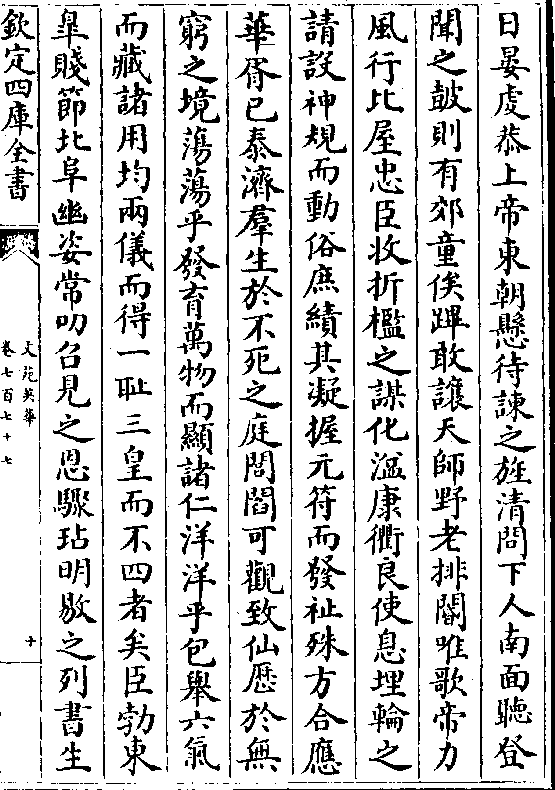 日晏虔恭上帝東朝懸待諫之旌清問下人南面聽登
聞之鼓則有郊童俟蹕敢讓天師野老排閽唯歌帝力
風行比屋忠臣收折檻之謀化溢康衢良使息埋輪之
請設神規而動俗庶績其凝握元符而發祉殊方合應
華胥已泰濟羣生於不死之庭閶闔可觀致仙歴於無
窮之境蕩蕩乎發育萬物而顯諸仁洋洋乎包舉六氣
而藏諸用均兩儀而得一耻三皇而不四者矣臣勃東
臯賤節北阜幽姿常叨召見之恩驟玷明敭之列書生
欽定四庫全書
文苑英華
卷七百七十七
十